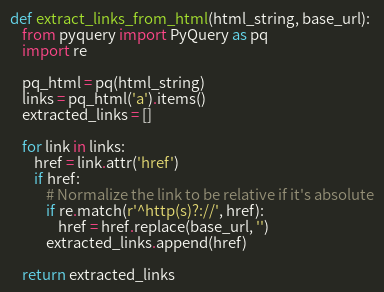 def extract_links_from_html(html_string, base_url):
from pyquery import PyQuery as pq
import re
pq_html = pq(html_string)
links = pq_html('a').items()
extracted_links = []
for link in links:
href = link.attr('href')
if href:
# Normalize the link to be relative if it's absolute
if re.match(r'^http(s)?://', href):
href = href.replace(base_url, '')
extracted_links.append(href)
return extracted_links